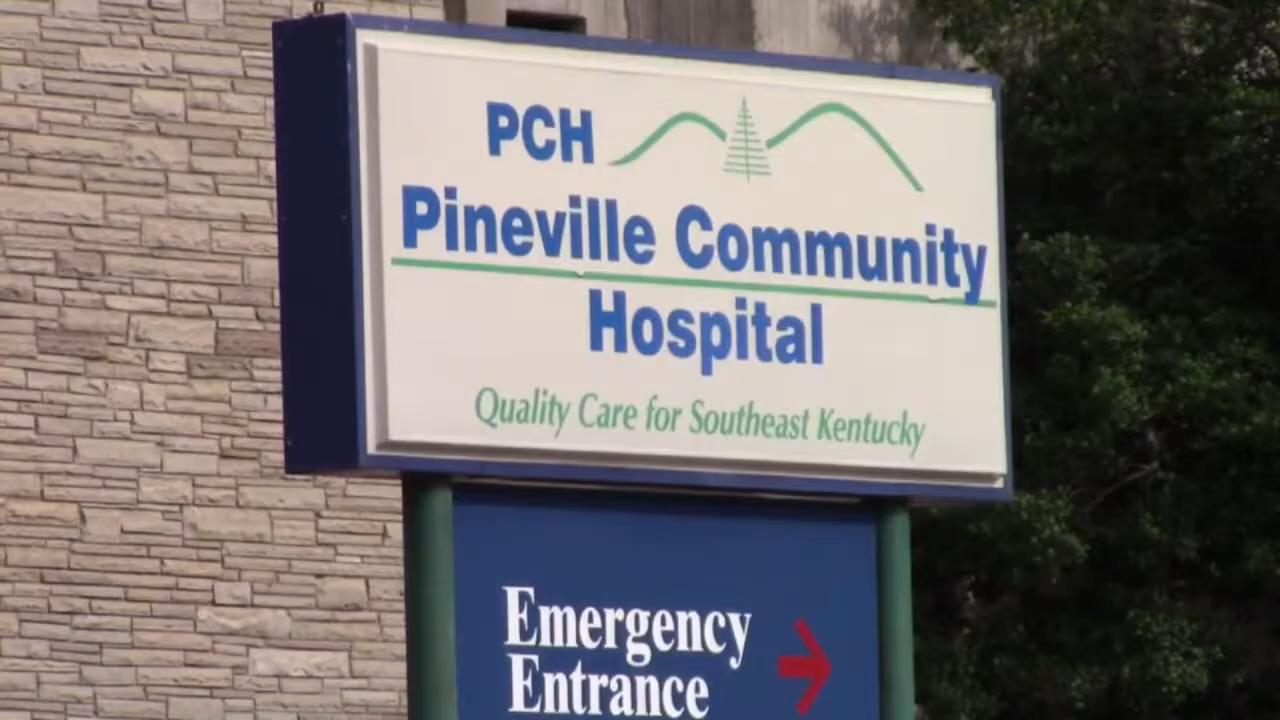 PCH
Pineville Community
Hospital
Quality Care for Southeast Kentucky
Emergency
Entrance